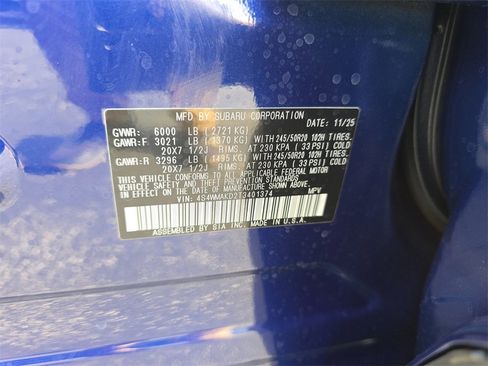 MFD BY SUBARU CORPORATION
DATE: 11/25
GVWR: 6000 LB ( 2721 KG)
GAWR:F 3021 LB ( 1370 KG) WITH 245/50R20 102H TIRES.
20X7 1/2J RIMS AT 230 KPA ( 33 PSI) COLD
GAWR:R 3296 LB ( 1495 KG) WITH 245/50R20 102H TIRES.
20X7 1/2J RIMS AT 230 KPA ( 33 PSI) COLD
THIS VEHICLE CONFORMS TO ALL APPLICABLE FEDERAL MOTOR
VEHICLE SAFETY, BUMPER, AND THEFT PREVENTION STANDARDS
IN EFFECT ON THE DATE OF MANUFACTURE SHOWN ABOVE.
VIN: 4S4WMAKD2T3401374 MPV
ASSEMBLED BY SIA INC. IN U.S.A.